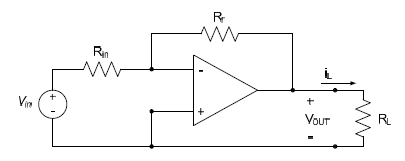 Rf
Rin
iL
Vin
+
-
-
+
+
VOUT
-
RL